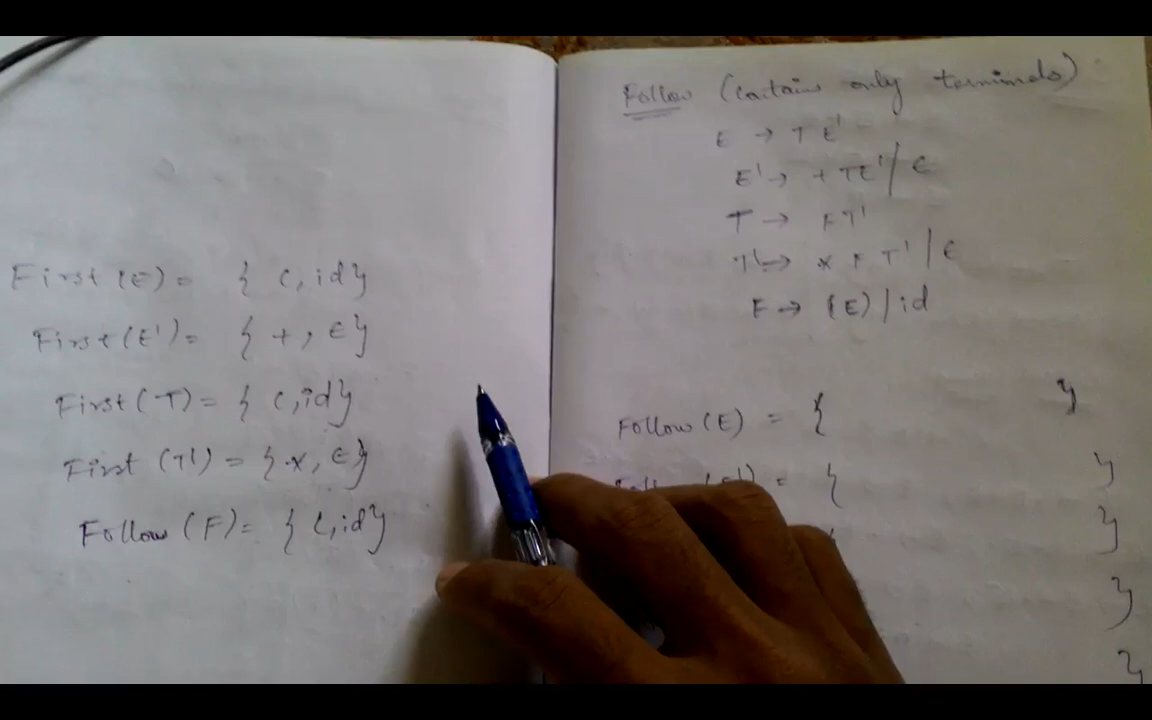 First (E) = { (, id}
First (E') = { +, ε}
First (T) = { (, id}
First (T') = { *, ε}
Follow (F) = { (, id}
Follow (Contains only terminals)
E → T E'
E' → + T E' / ε
T → F T'
T' → * F T' / ε
F → (E) / id
Follow (E) = { }
{ }
{ }
}
}